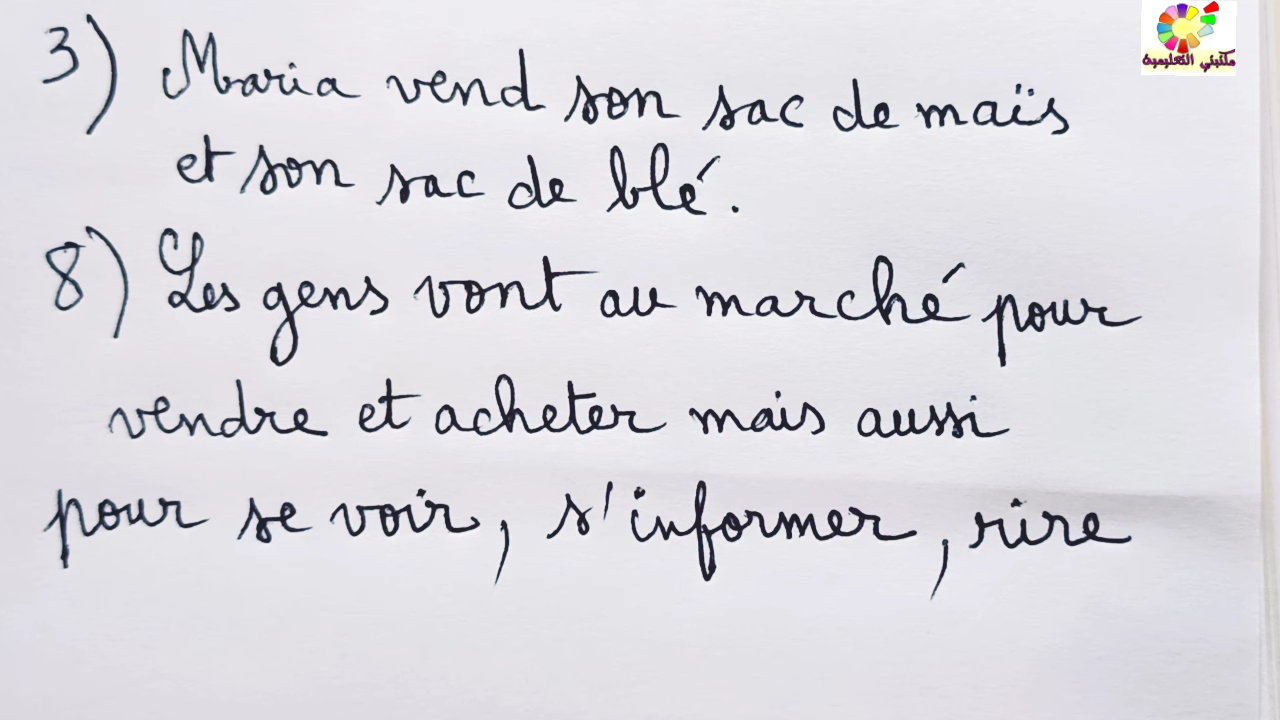 مكتبتي التعليمية
3) Maria vend son sac de maïs
et son sac de blé.
8) Les gens vont au marché pour
vendre et acheter mais aussi
pour se voir, s'informer, rire